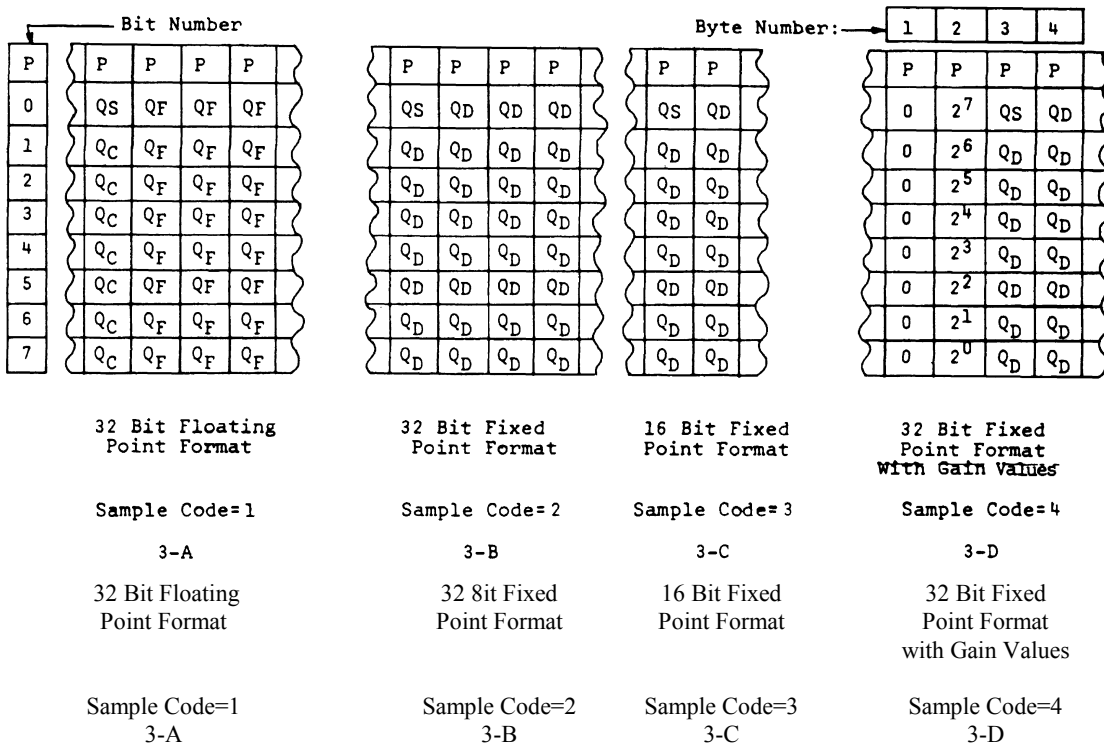 Bit Number Byte Number: 1 2 3 4
P P P P P P P P P P P P P P P
0 QS QF QF QF QS QD QD QD QS QD 0 2^7 QS QD
1 QC QF QF QF QD QD QD QD QD QD 0 2^6 QD QD
2 QC QF QF QF QD QD QD QD QD QD 0 2^5 QD QD
3 QC QF QF QF QD QD QD QD QD QD 0 2^4 QD QD
4 QC QF QF QF QD QD QD QD QD QD 0 2^3 QD QD
5 QC QF QF QF QD QD QD QD QD QD 0 2^2 QD QD
6 QC QF QF QF QD QD QD QD QD QD 0 2^1 QD QD
7 QC QF QF QF QD QD QD QD QD QD 0 2^0 QD QD
32 Bit Floating 32 Bit Fixed 16 Bit Fixed 32 Bit Fixed
Point Format Point Format Point Format Point Format
With Gain Values
Sample Code=1 Sample Code=2 Sample Code=3 Sample Code=4
3-A 3-B 3-C 3-D
32 Bit Floating 32 8it Fixed 16 Bit Fixed 32 Bit Fixed
Point Format Point Format Point Format Point Format
with Gain Values
Sample Code=1 Sample Code=2 Sample Code=3 Sample Code=4
3-A 3-B 3-C 3-D